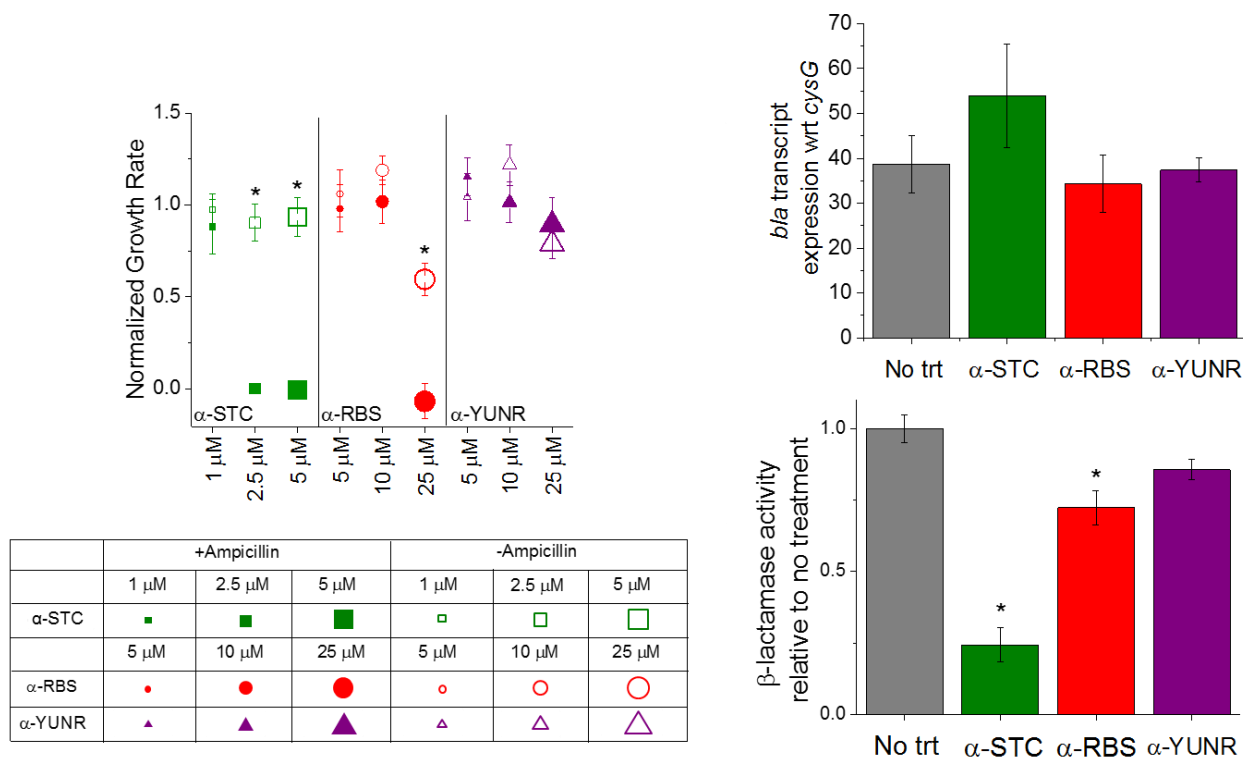 Normalized Growth Rate
1.5
1.0
0.5
0.0
* * *
α-STC α-RBS α-YUNR
1 μM 2.5 μM 5 μM 5 μM 10 μM 25 μM 5 μM 10 μM 25 μM
+Ampicillin -Ampicillin
1 μM 2.5 μM 5 μM 1 μM 2.5 μM 5 μM
α-STC
5 μM 10 μM 25 μM 5 μM 10 μM 25 μM
α-RBS
α-YUNR
bla transcript
expression wrt cysG
70
60
50
40
30
20
10
0
No trt α-STC α-RBS α-YUNR
β-lactamase activity
relative to no treatment
1.0
0.5
0.0
* *
No trt α-STC α-RBS α-YUNR